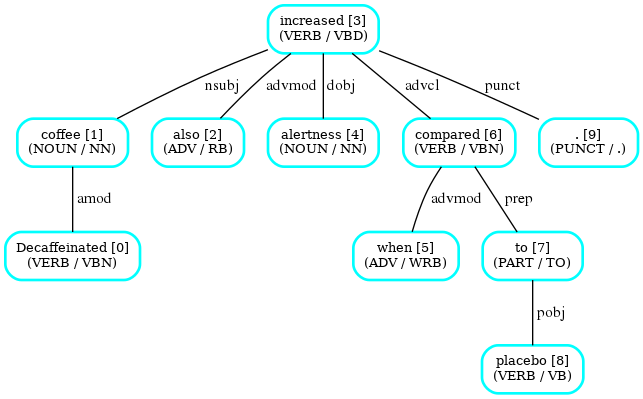 increased [3]
(VERB / VBD)
nsubj
advmod
dobj
advcl
punct
coffee [1]
(NOUN / NN)
also [2]
(ADV / RB)
alertness [4]
(NOUN / NN)
compared [6]
(VERB / VBN)
. [9]
(PUNCT / .)
amod
advmod
prep
Decaffeinated [0]
(VERB / VBN)
when [5]
(ADV / WRB)
to [7]
(PART / TO)
pobj
placebo [8]
(VERB / VB)